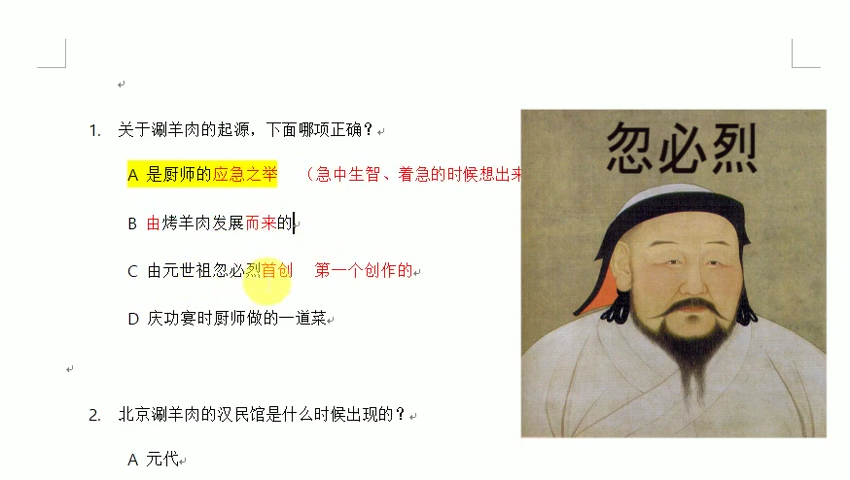 1. 关于涮羊肉的起源，下面哪项正确？
A 是厨师的应急之举 （急中生智、着急的时候想出来
B 由烤羊肉发展而来的
C 由元世祖忽必烈首创 第一个创作的
D 庆功宴时厨师做的一道菜
忽必烈
2. 北京涮羊肉的汉民馆是什么时候出现的？
A 元代